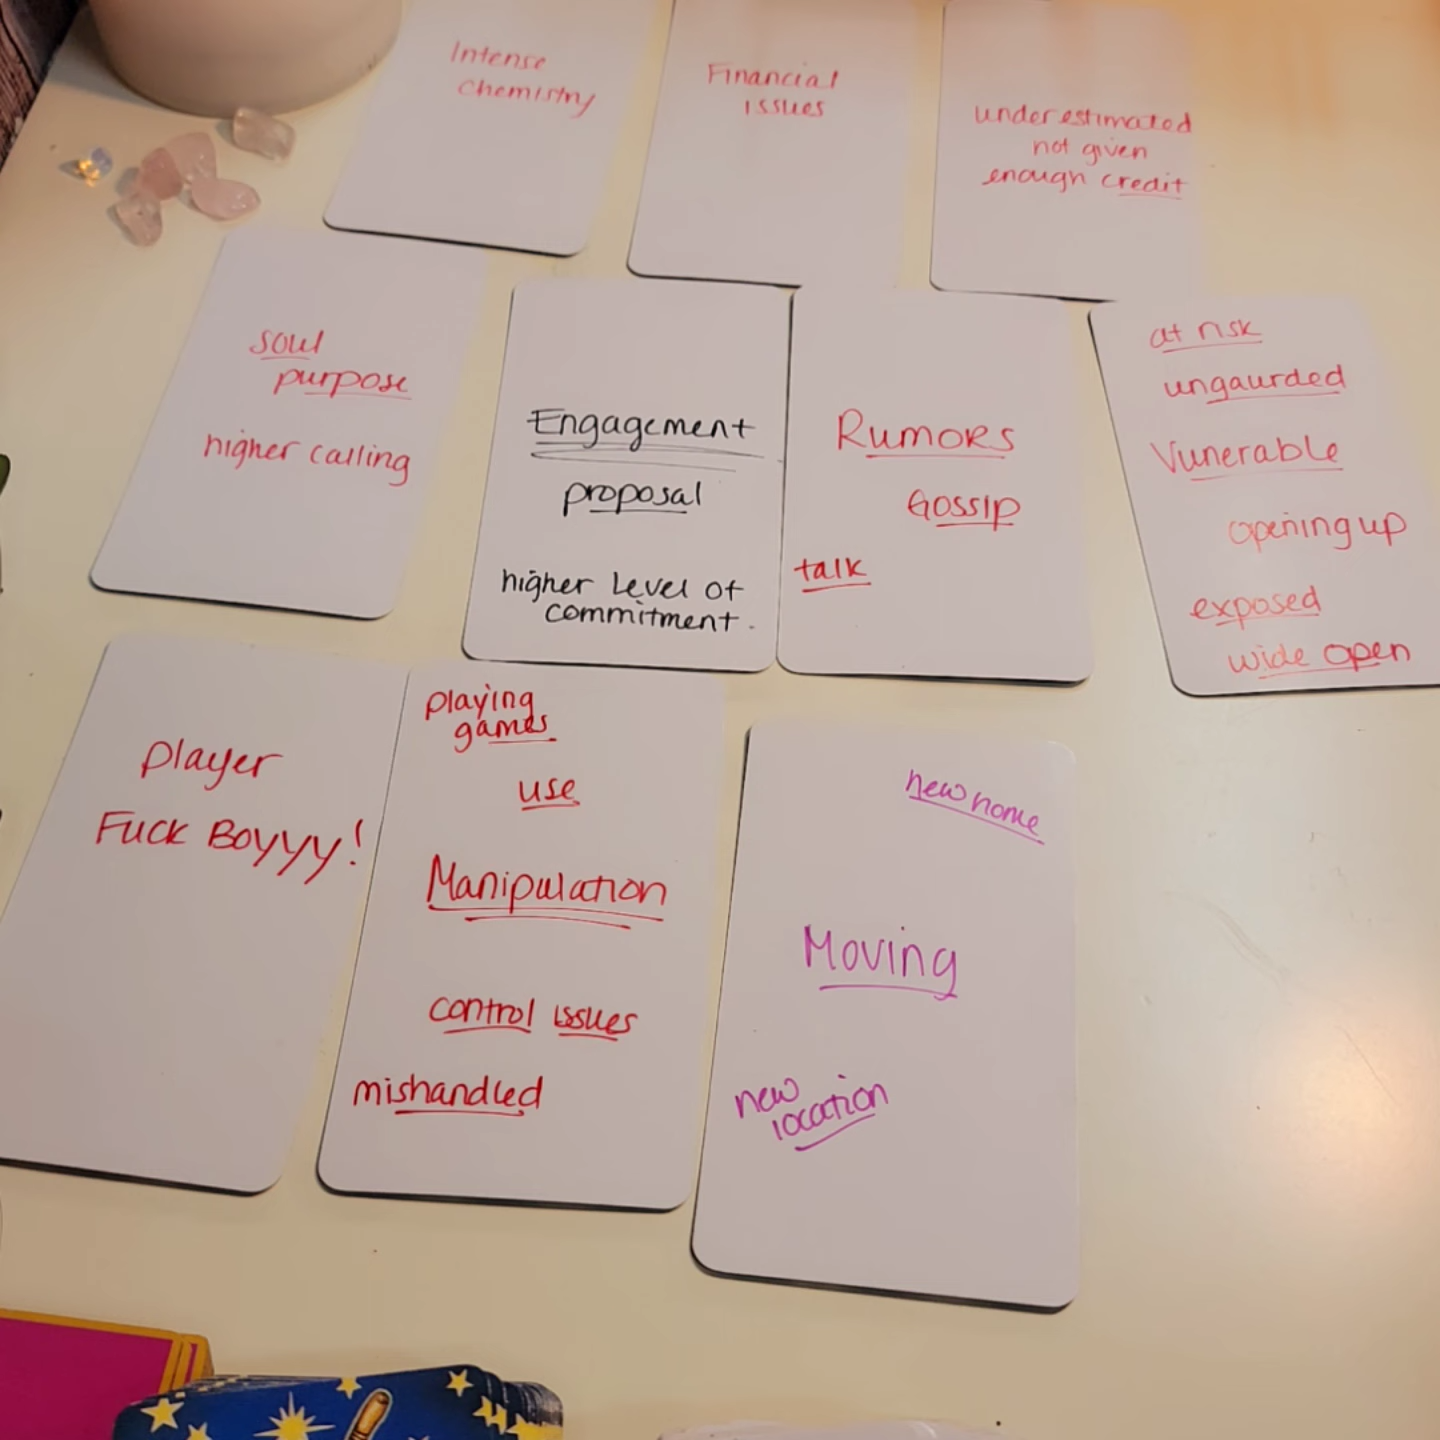 Intense
chemistry
Financial
issues
underestimated
not given
enough credit
soul
purpose
higher calling
Engagement
proposal
higher level of
commitment.
Rumors
Gossip
talk
at risk
ungaurded
Vunerable
opening up
exposed
wide open
player
Fuck Boyyy!
playing
games
use
Manipulation
control issues
mishandled
new home
Moving
new
location